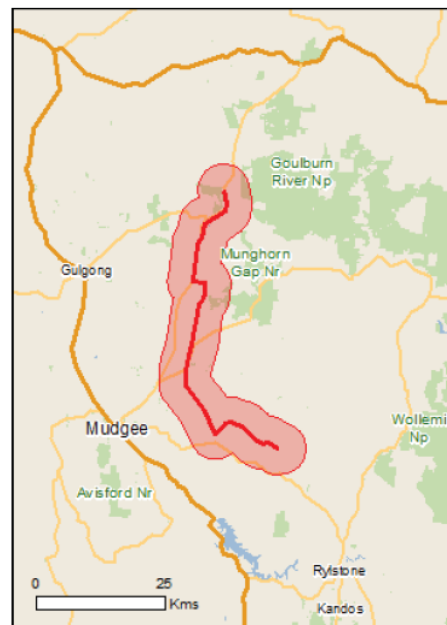 Goulburn
River Np
Munghorn
Gap Nr
Gulgong
Mudgee
Wollemi
Np
Avisford Nr
Rylstone
Kandos
0 25
Kms